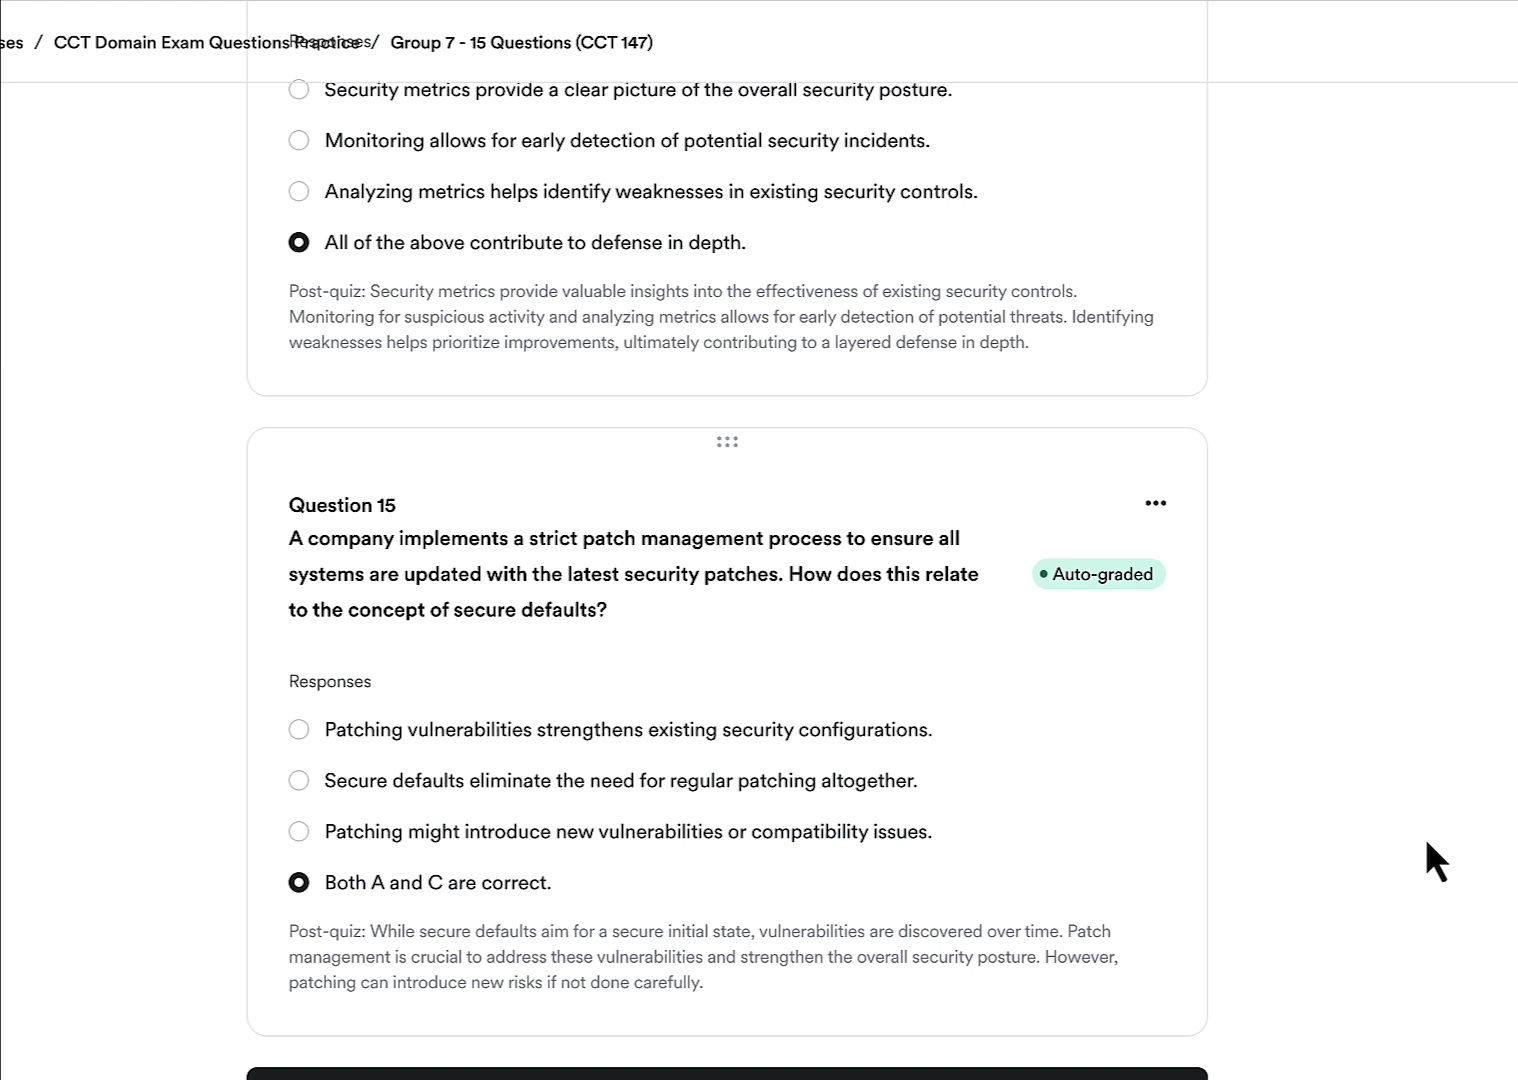 ses / CCT Domain Exam Questions Practice / Group 7 - 15 Questions (CCT 147)
Responses
Security metrics provide a clear picture of the overall security posture.
Monitoring allows for early detection of potential security incidents.
Analyzing metrics helps identify weaknesses in existing security controls.
All of the above contribute to defense in depth.
Post-quiz: Security metrics provide valuable insights into the effectiveness of existing security controls.
Monitoring for suspicious activity and analyzing metrics allows for early detection of potential threats. Identifying
weaknesses helps prioritize improvements, ultimately contributing to a layered defense in depth.
Question 15
A company implements a strict patch management process to ensure all
systems are updated with the latest security patches. How does this relate
to the concept of secure defaults?
Auto-graded
Responses
Patching vulnerabilities strengthens existing security configurations.
Secure defaults eliminate the need for regular patching altogether.
Patching might introduce new vulnerabilities or compatibility issues.
Both A and C are correct.
Post-quiz: While secure defaults aim for a secure initial state, vulnerabilities are discovered over time. Patch
management is crucial to address these vulnerabilities and strengthen the overall security posture. However,
patching can introduce new risks if not done carefully.